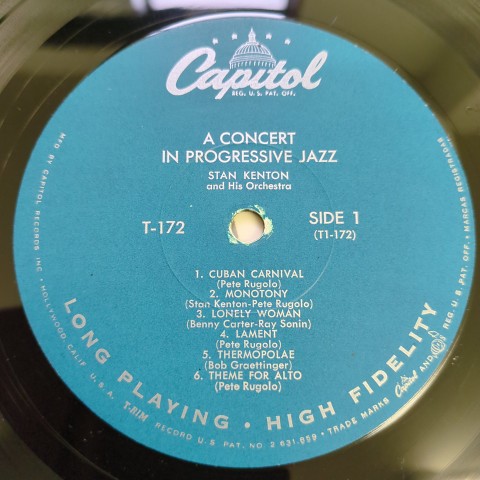 Capitol
REG. U.S. PAT. OFF.
A CONCERT
IN PROGRESSIVE JAZZ
STAN KENTON
and His Orchestra
T-172
SIDE 1
(T1-172)
1. CUBAN CARNIVAL
(Pete Rugolo)
2. MONOTONY
(Stan Kenton-Pete Rugolo)
3. LONELY WOMAN
(Benny Carter-Ray Sonin)
4. LAMENT
(Pete Rugolo)
5. THERMOPOLAE
(Bob Graettinger)
6. THEME FOR ALTO
(Pete Rugolo)
LONG PLAYING • HIGH FIDELITY
MFD. BY CAPITOL RECORDS INC. • HOLLYWOOD, CALIF. U.S.A. T-RIM RECORD U.S. PAT. NO. 2 631,859 • TRADE MARKS Capitol AND REG. U.S. PAT. OFF. • MARCAS REGISTRADAS